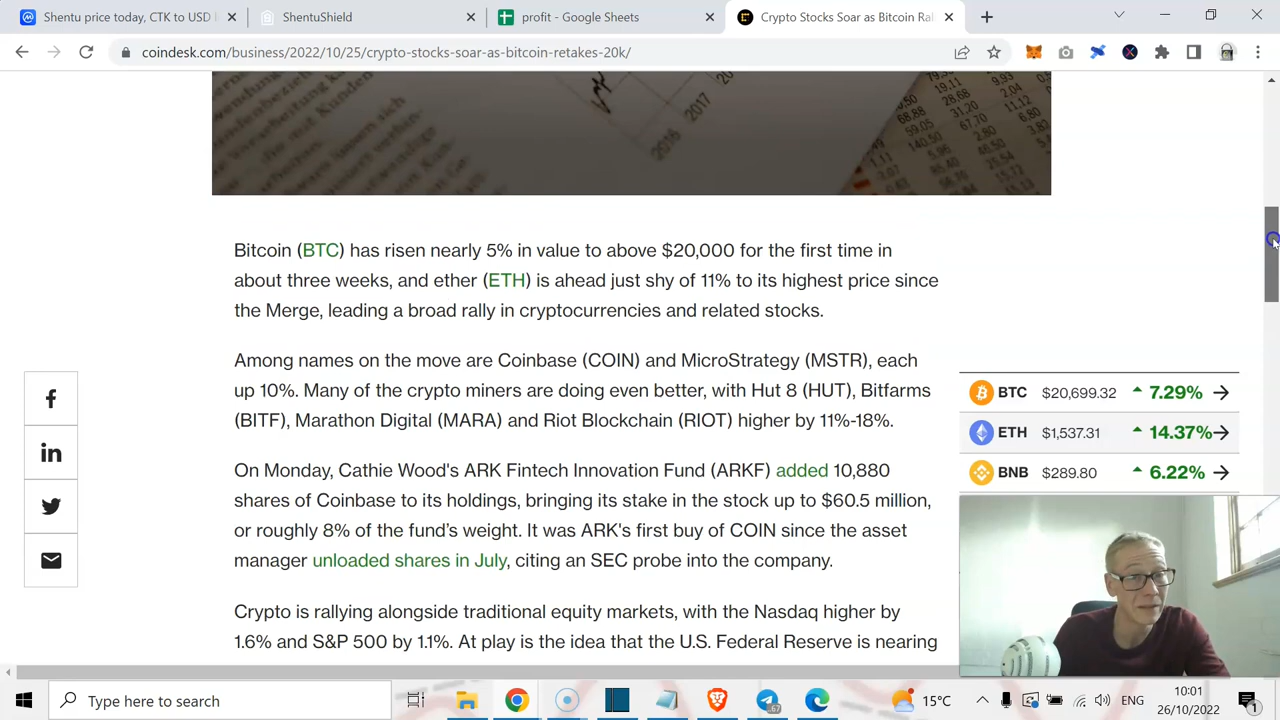 Shentu price today, CTK to USD l
ShentuShield
profit - Google Sheets
Crypto Stocks Soar as Bitcoin Ral
coindesk.com/business/2022/10/25/crypto-stocks-soar-as-bitcoin-retakes-20k/
2017
2016
Bitcoin (BTC) has risen nearly 5% in value to above $20,000 for the first time in
about three weeks, and ether (ETH) is ahead just shy of 11% to its highest price since
the Merge, leading a broad rally in cryptocurrencies and related stocks.
Among names on the move are Coinbase (COIN) and MicroStrategy (MSTR), each
up 10%. Many of the crypto miners are doing even better, with Hut 8 (HUT), Bitfarms
(BITF), Marathon Digital (MARA) and Riot Blockchain (RIOT) higher by 11%-18%.
On Monday, Cathie Wood's ARK Fintech Innovation Fund (ARKF) added 10,880
shares of Coinbase to its holdings, bringing its stake in the stock up to $60.5 million,
or roughly 8% of the fund’s weight. It was ARK's first buy of COIN since the asset
manager unloaded shares in July, citing an SEC probe into the company.
Crypto is rallying alongside traditional equity markets, with the Nasdaq higher by
1.6% and S&P 500 by 1.1%. At play is the idea that the U.S. Federal Reserve is nearing
BTC $20,699.32 7.29%
ETH $1,537.31 14.37%
BNB $289.80 6.22%
Type here to search
.67
15°C
ENG
10:01
26/10/2022
1